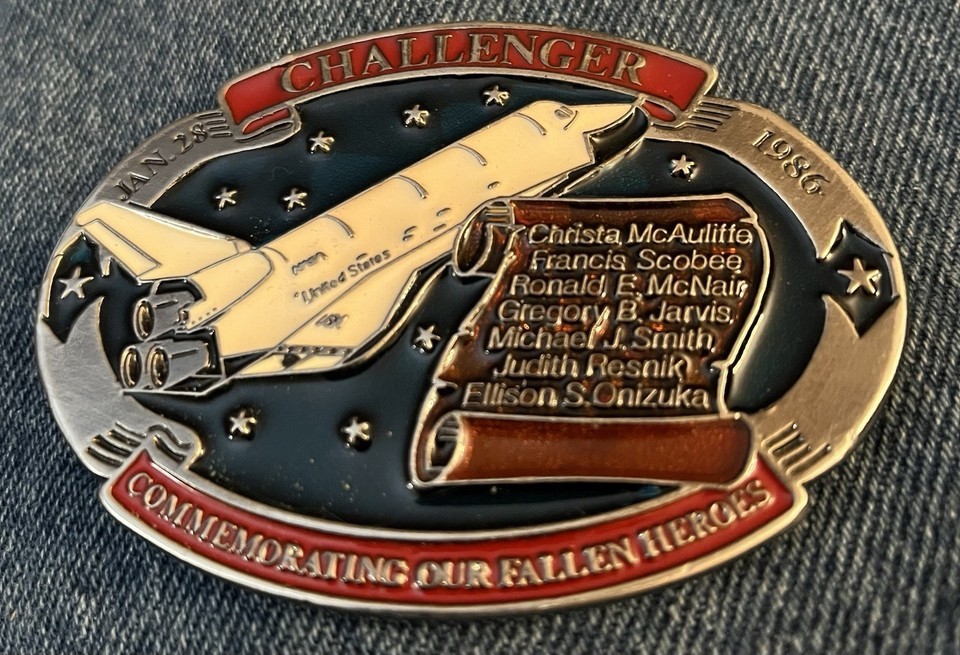 CHALLENGER
JAN. 28
1986
NASA
United States
Christa McAuliffe
Francis Scobee
Ronald E. McNair
Gregory B. Jarvis
Michael J. Smith
Judith Resnik
Ellison S. Onizuka
COMMEMORATING OUR FALLEN HEROES